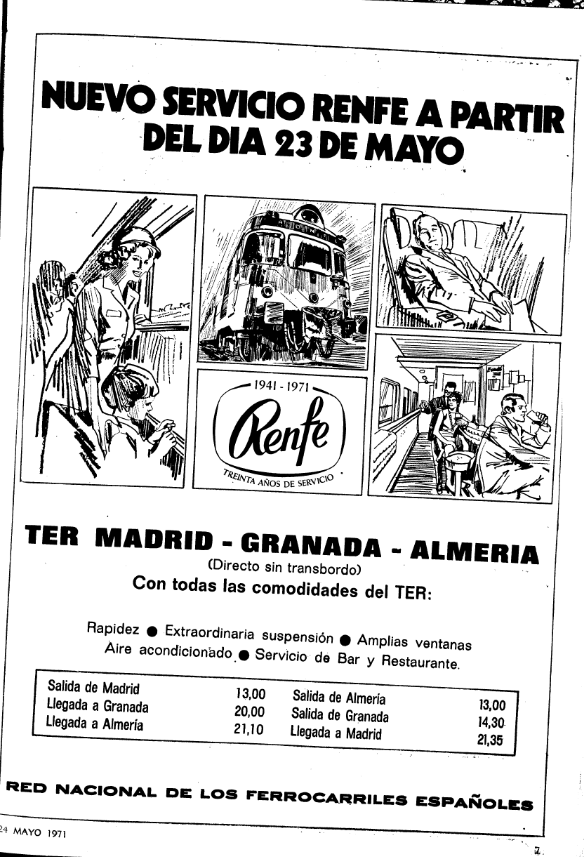 NUEVO SERVICIO RENFE A PARTIR
DEL DIA 23 DE MAYO
1941 - 1971
Renfe
TREINTA AÑOS DE SERVICIO
TER MADRID - GRANADA - ALMERIA
(Directo sin transbordo)
Con todas las comodidades del TER:
Rapidez ● Extraordinaria suspensión ● Amplias ventanas
Aire acondicionado ● Servicio de Bar y Restaurante.
Salida de Madrid 13,00
Llegada a Granada 20,00
Llegada a Almería 21,10
Salida de Almería 13,00
Salida de Granada 14,30
Llegada a Madrid 21,35
RED NACIONAL DE LOS FERROCARRILES ESPAÑOLES
24 MAYO 1971